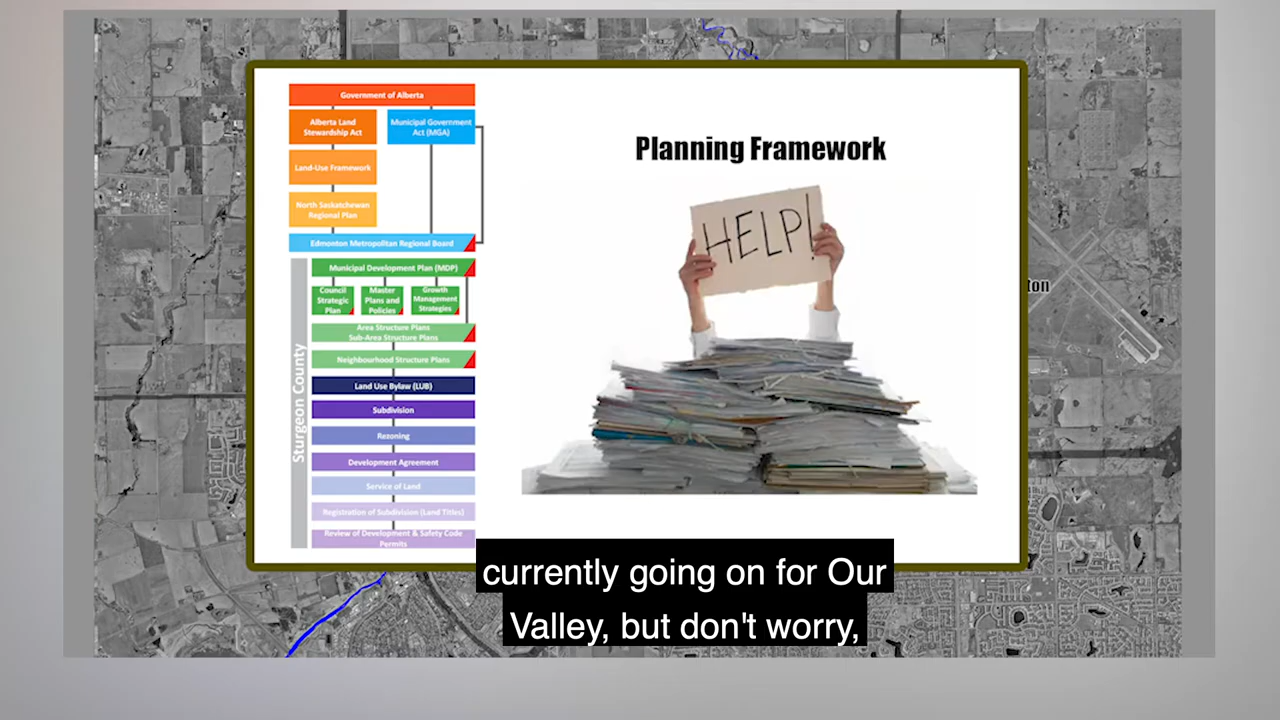 Government of Alberta
Alberta Land
Stewardship Act
Municipal Government
Act (MGA)
Land-Use Framework
North Saskatchewan
Regional Plan
Edmonton Metropolitan Regional Board
Sturgeon County
Municipal Development Plan (MDP)
Council
Strategic
Plan
Master
Plans and
Policies
Growth
Management
Strategies
Area Structure Plans
Sub-Area Structure Plans
Neighbourhood Structure Plans
Land Use Bylaw (LUB)
Subdivision
Rezoning
Development Agreement
Service of Land
Registration of Subdivision (Land Titles)
Review of Development & Safety Code
Permits
Planning Framework
HELP!
ton
currently going on for Our
Valley, but don't worry,